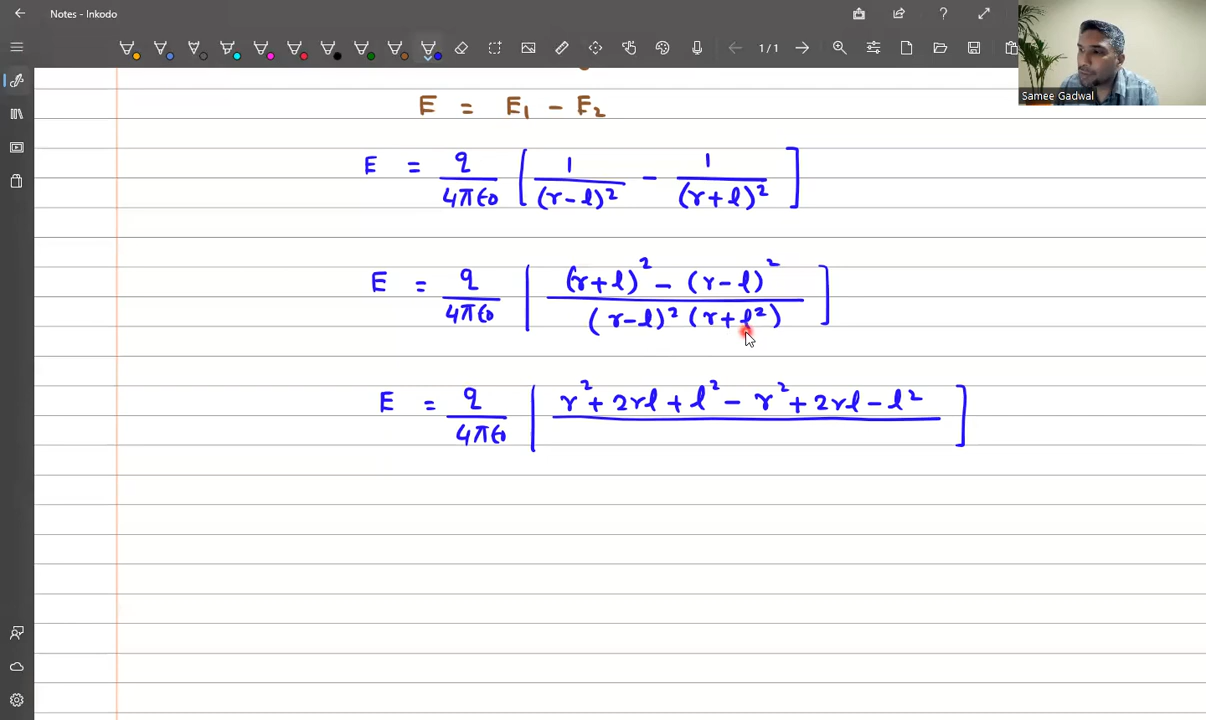 Notes - Inkodo
1/1
Samee Gadwal
E = E₁ - E₂
E = q/4πϵ₀ [ 1/(r-l)² - 1/(r+l)² ]
E = q/4πϵ₀ [ (r+l)² - (r-l)² / (r-l)² (r+l²) ]
E = q/4πϵ₀ [ r² + 2rl + l² - r² + 2rl - l² / ]